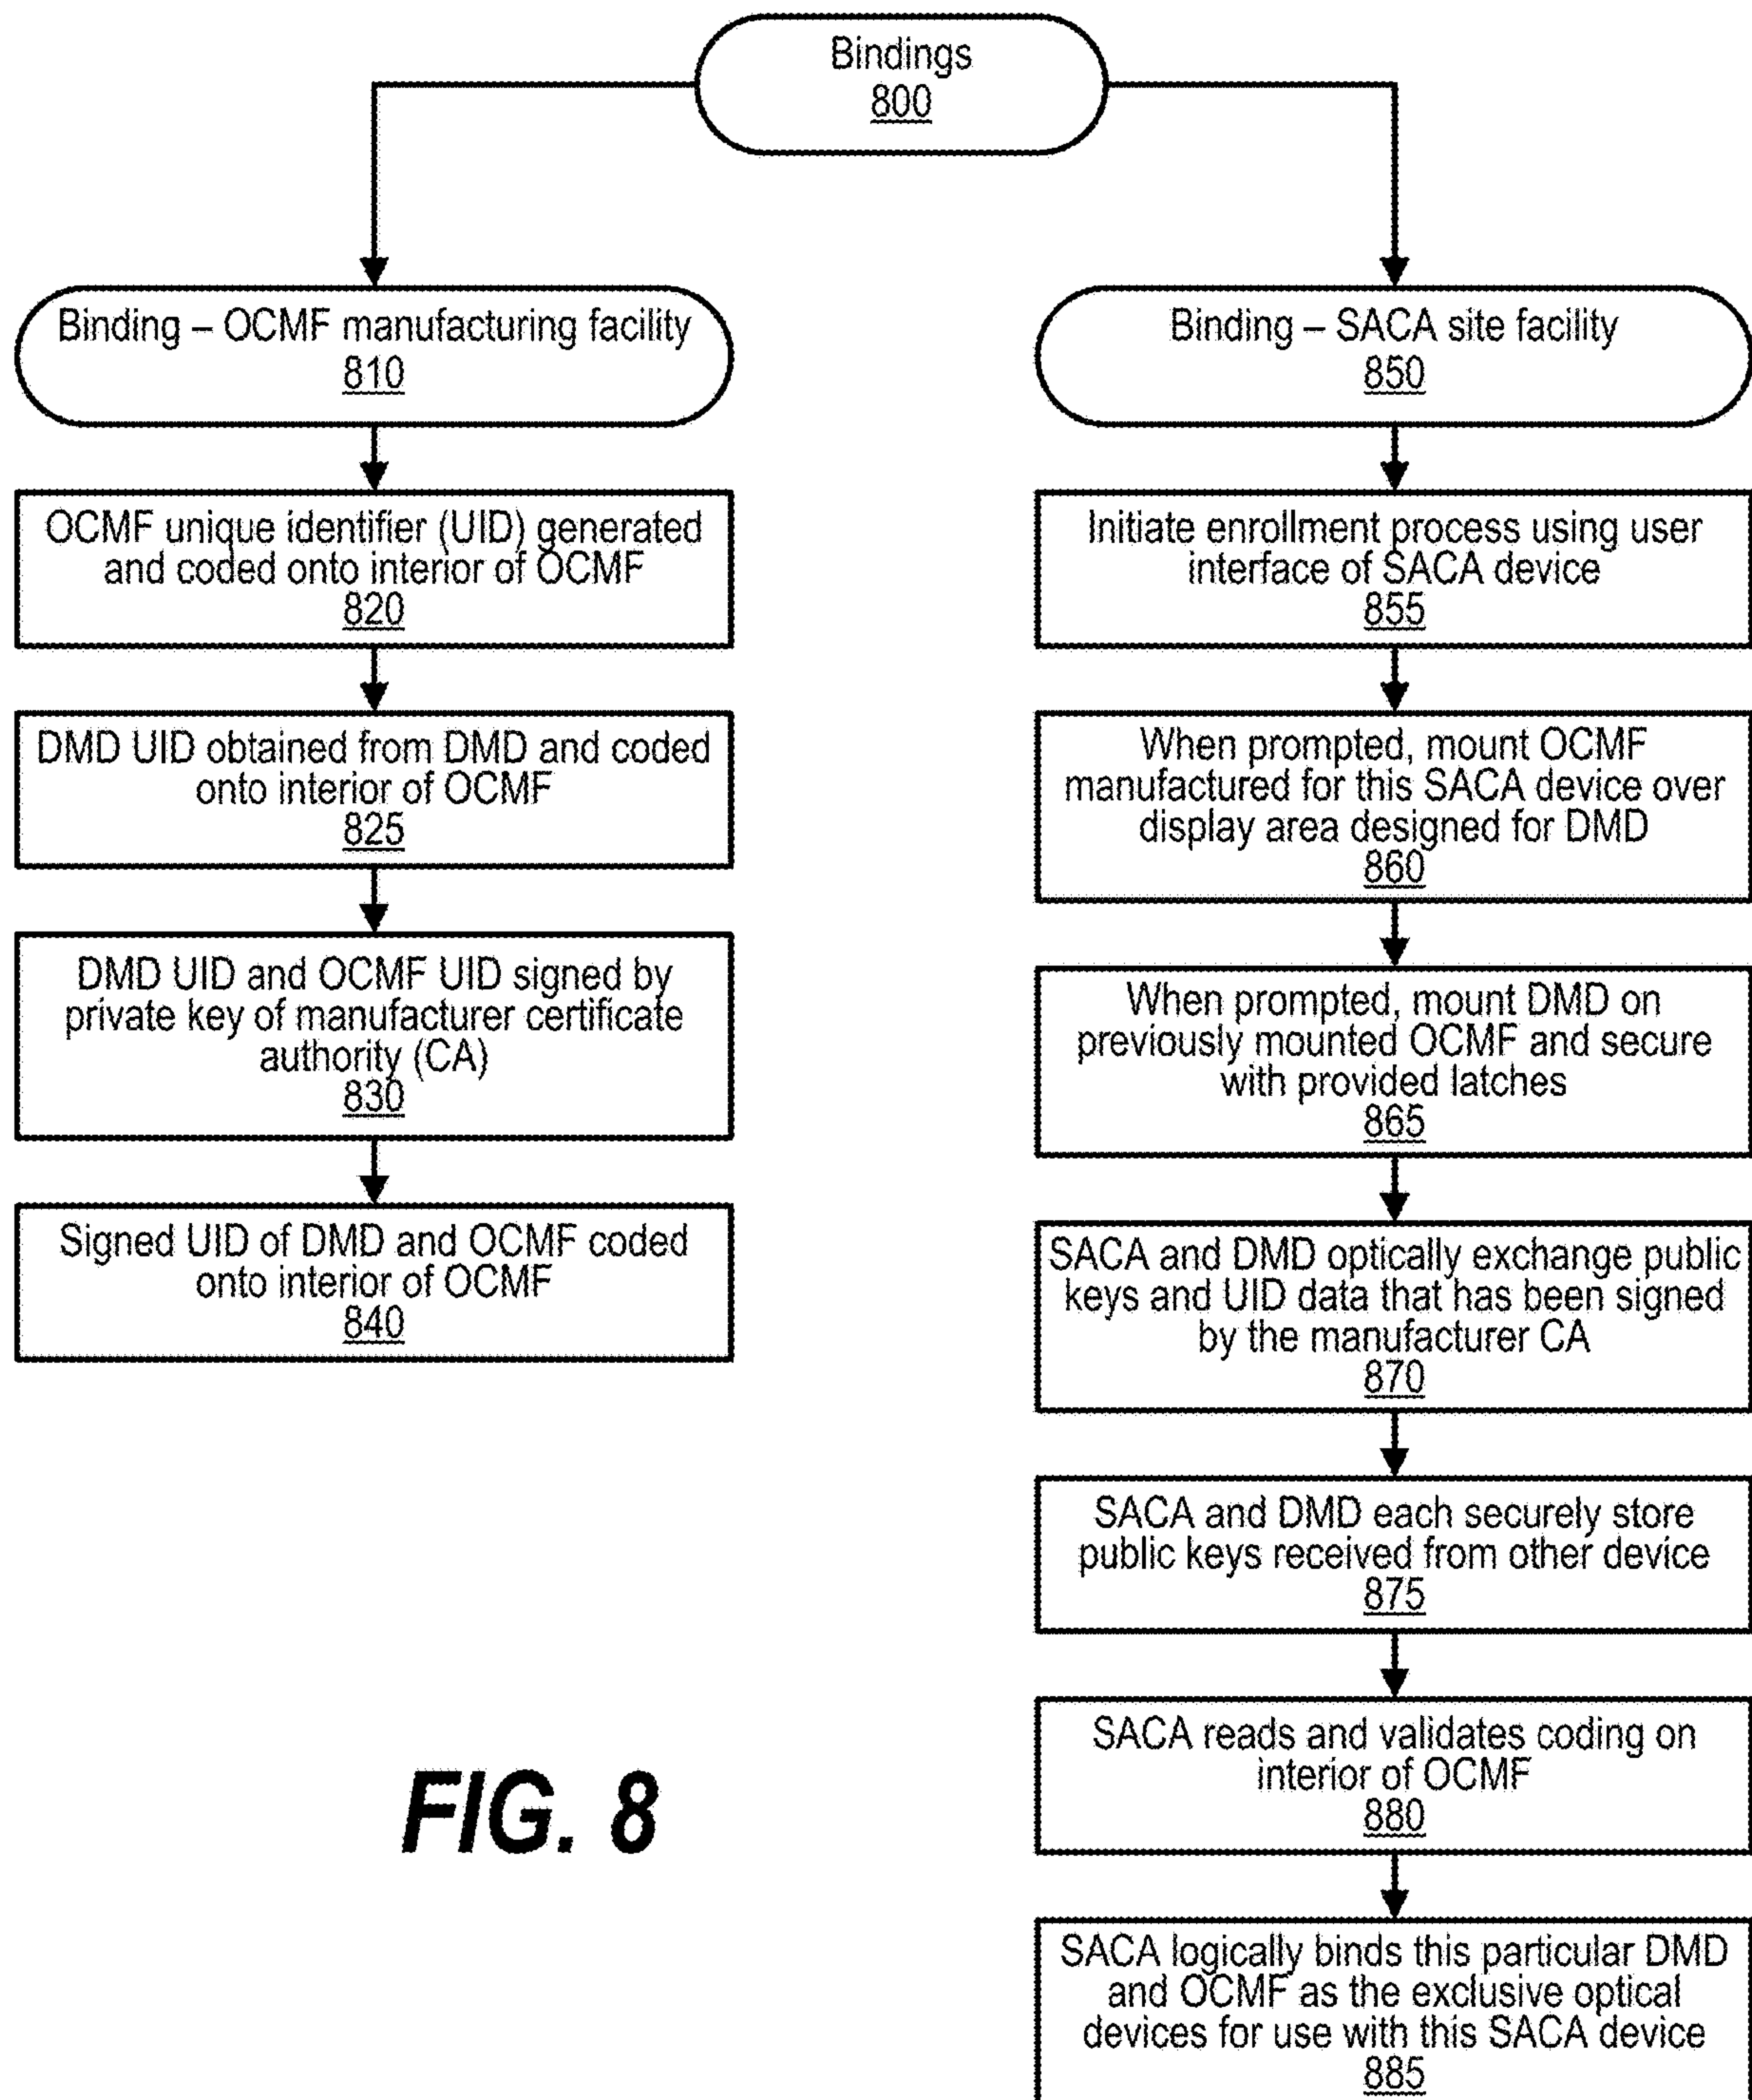 Bindings
800
Binding – OCMF manufacturing facility
810
OCMF unique identifier (UID) generated
and coded onto interior of OCMF
820
DMD UID obtained from DMD and coded
onto interior of OCMF
825
DMD UID and OCMF UID signed by
private key of manufacturer certificate
authority (CA)
830
Signed UID of DMD and OCMF coded
onto interior of OCMF
840
Binding – SACA site facility
850
Initiate enrollment process using user
interface of SACA device
855
When prompted, mount OCMF
manufactured for this SACA device over
display area designed for DMD
860
When prompted, mount DMD on
previously mounted OCMF and secure
with provided latches
865
SACA and DMD optically exchange public
keys and UID data that has been signed
by the manufacturer CA
870
SACA and DMD each securely store
public keys received from other device
875
SACA reads and validates coding on
interior of OCMF
880
SACA logically binds this particular DMD
and OCMF as the exclusive optical
devices for use with this SACA device
885
FIG. 8